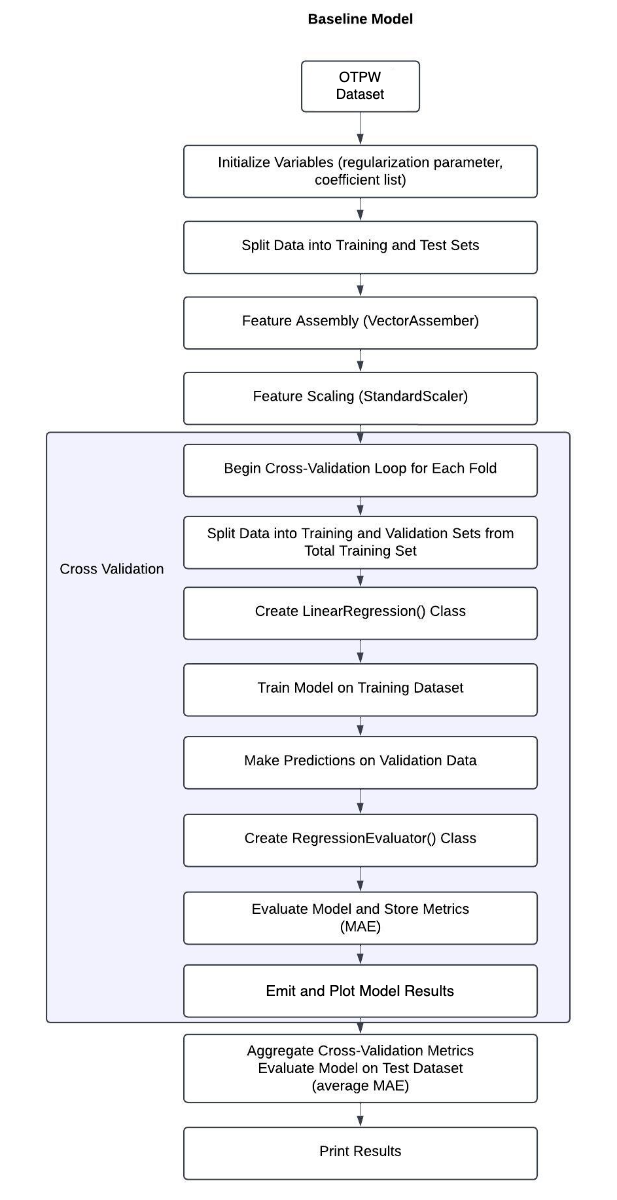 Baseline Model
OTPW
Dataset
Initialize Variables (regularization parameter,
coefficient list)
Split Data into Training and Test Sets
Feature Assembly (VectorAssember)
Feature Scaling (StandardScaler)
Begin Cross-Validation Loop for Each Fold
Split Data into Training and Validation Sets from
Total Training Set
Cross Validation
Create LinearRegression() Class
Train Model on Training Dataset
Make Predictions on Validation Data
Create RegressionEvaluator() Class
Evaluate Model and Store Metrics
(MAE)
Emit and Plot Model Results
Aggregate Cross-Validation Metrics
Evaluate Model on Test Dataset
(average MAE)
Print Results